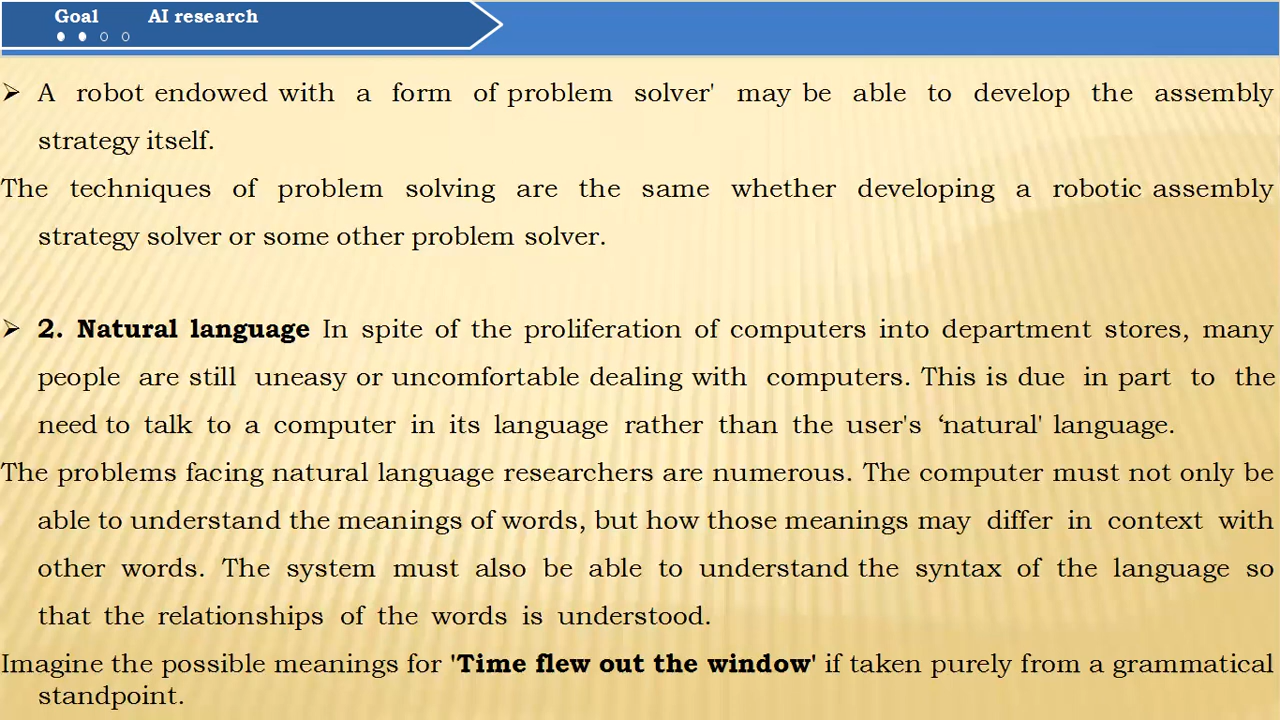 Goal AI research
➢ A robot endowed with a form of problem solver' may be able to develop the assembly
strategy itself.
The techniques of problem solving are the same whether developing a robotic assembly
strategy solver or some other problem solver.
➢ 2. Natural language In spite of the proliferation of computers into department stores, many
people are still uneasy or uncomfortable dealing with computers. This is due in part to the
need to talk to a computer in its language rather than the user's ‘natural' language.
The problems facing natural language researchers are numerous. The computer must not only be
able to understand the meanings of words, but how those meanings may differ in context with
other words. The system must also be able to understand the syntax of the language so
that the relationships of the words is understood.
Imagine the possible meanings for 'Time flew out the window' if taken purely from a grammatical
standpoint.